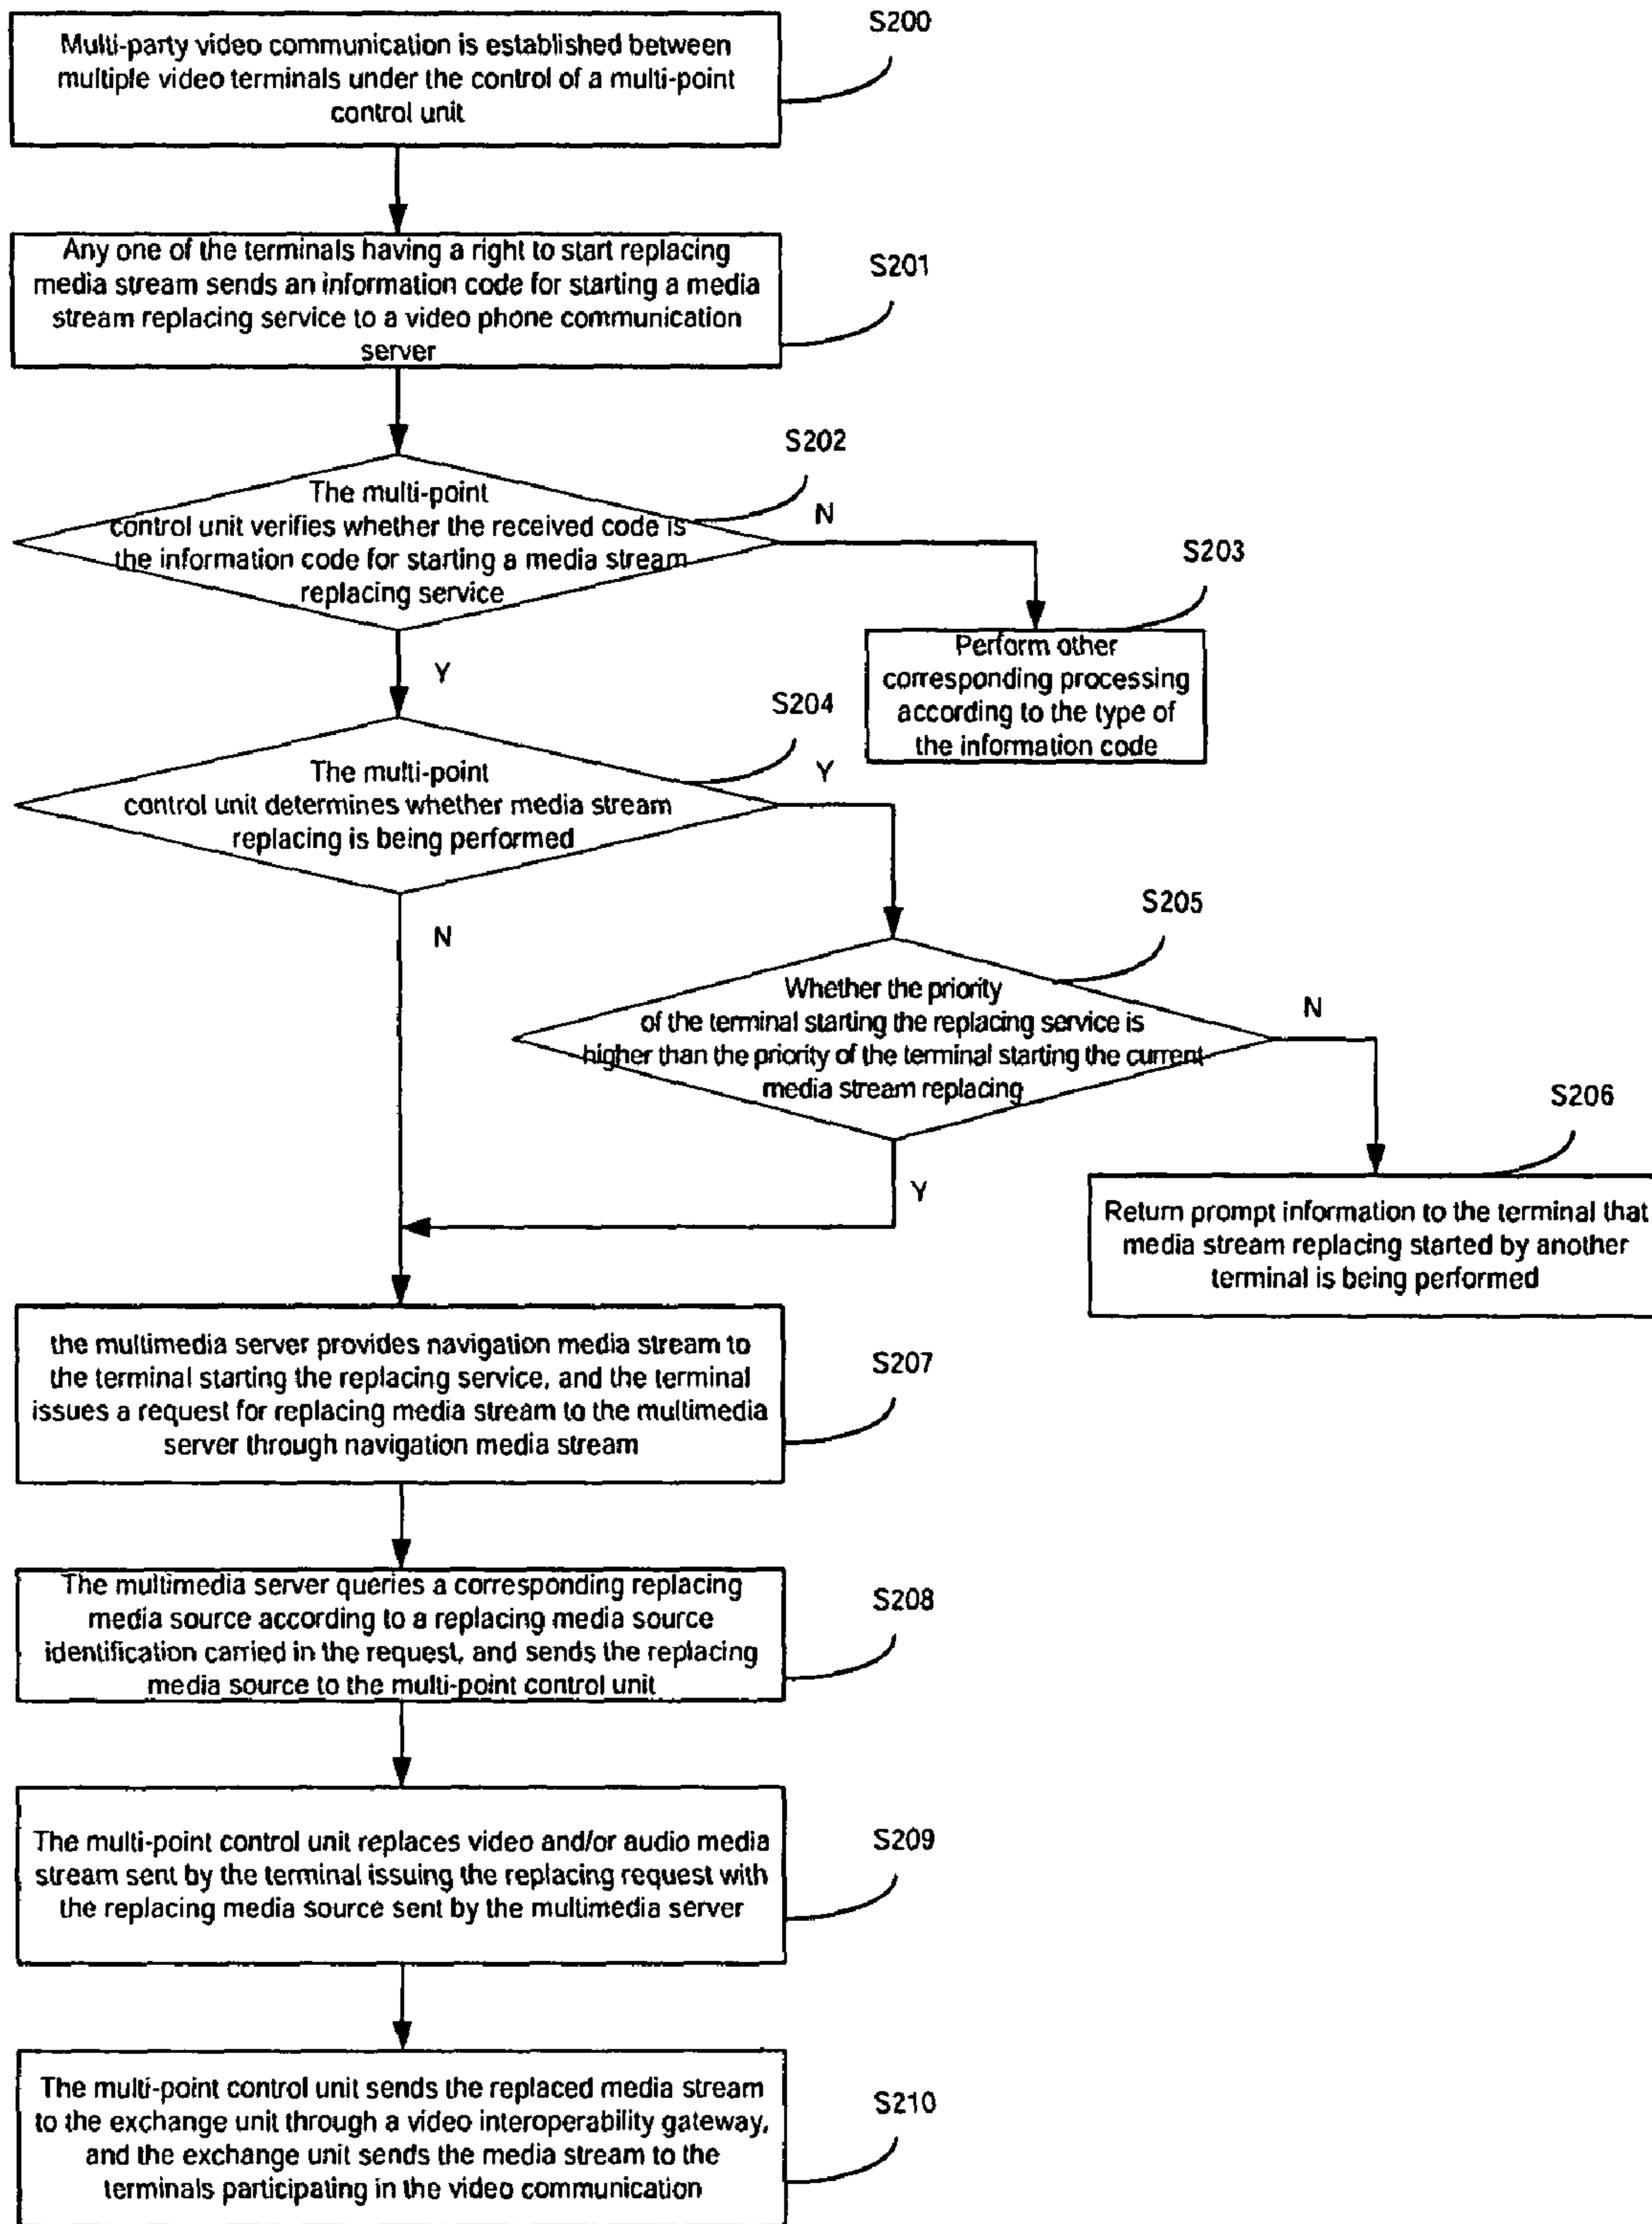 S200
Multi-party video communication is established between
multiple video terminals under the control of a multi-point
control unit
S201
Any one of the terminals having a right to start replacing
media stream sends an information code for starting a media
stream replacing service to a video phone communication
server
S202
The multi-point
control unit verifies whether the received code is
the information code for starting a media stream
replacing service
N
S203
Perform other
corresponding processing
according to the type of
the information code
Y
S204
The multi-point
control unit determines whether media stream
replacing is being performed
Y
N
S205
Whether the priority
of the terminal starting the replacing service is
higher than the priority of the terminal starting the current
media stream replacing
N
S206
Return prompt information to the terminal that
media stream replacing started by another
terminal is being performed
Y
the multimedia server provides navigation media stream to
the terminal starting the replacing service, and the terminal
issues a request for replacing media stream to the multimedia
server through navigation media stream
S207
The multimedia server queries a corresponding replacing
media source according to a replacing media source
identification carried in the request, and sends the replacing
media source to the multi-point control unit
S208
The multi-point control unit replaces video and/or audio media
stream sent by the terminal issuing the replacing request with
the replacing media source sent by the multimedia server
S209
The multi-point control unit sends the replaced media stream
to the exchange unit through a video interoperability gateway,
and the exchange unit sends the media stream to the
terminals participating in the video communication
S210